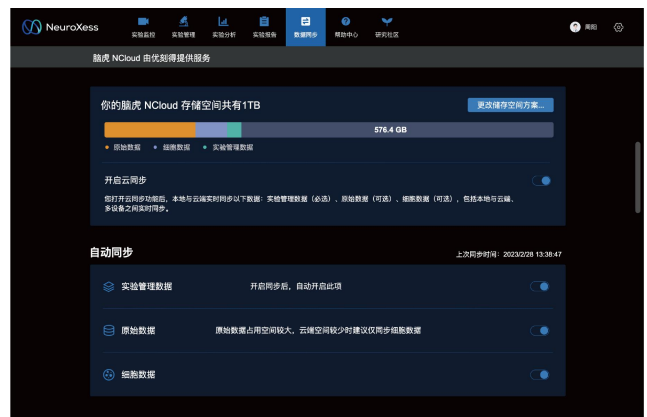 NeuroXess
实验监控 实验管理 实验分析 实验报告 数据同步 帮助中心 研究社区
脑虎 NCloud 由优刻得提供服务
你的脑虎 NCloud 存储空间共有1TB
更改储存空间方案...
576.4 GB
原始数据 细胞数据 实验管理数据
开启云同步
您打开云同步功能后，本地与云端实时同步以下数据：实验管理数据（必选）、原始数据（可选）、细胞数据（可选），包括本地与云端、
多设备之间实时同步。
自动同步
上次同步时间：2023/2/28 13:38:47
实验管理数据 开启同步后，自动开启此项
原始数据 原始数据占用空间较大，云端空间较少时建议仅同步细胞数据
细胞数据